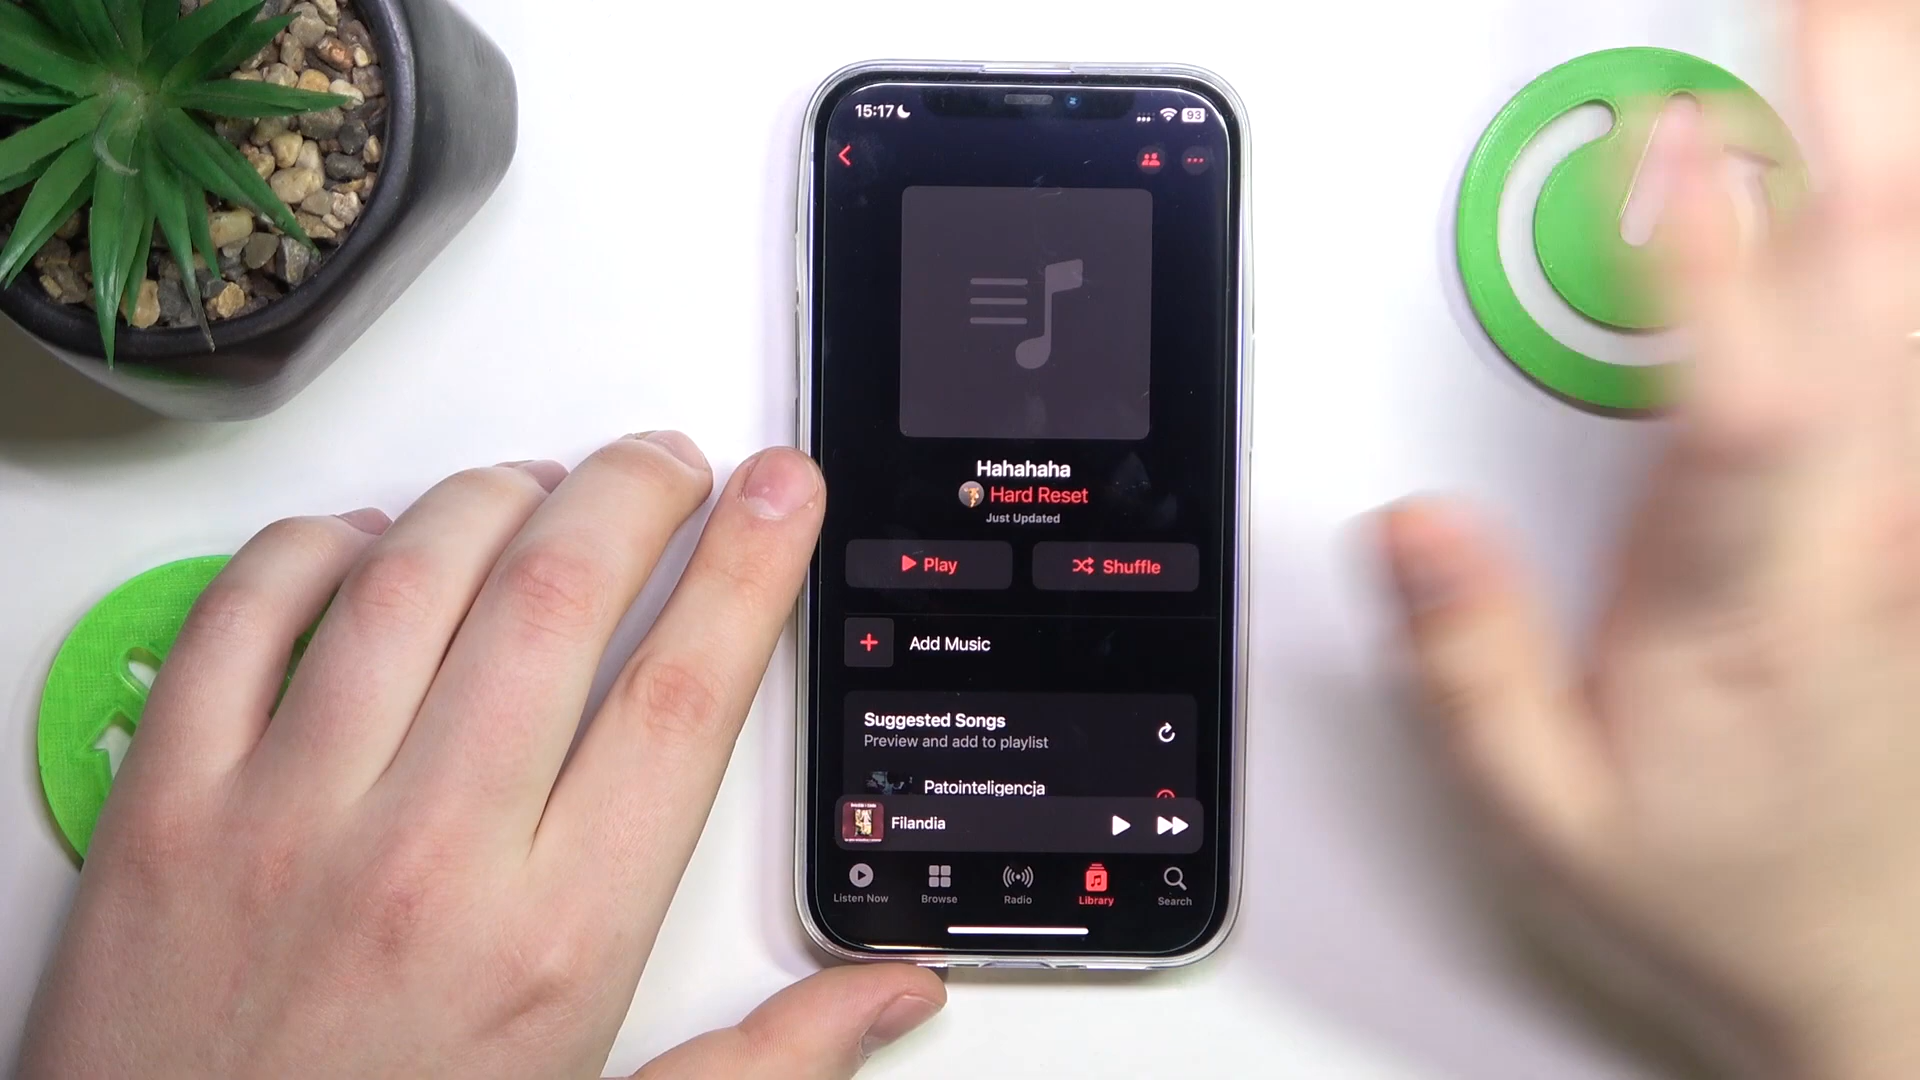 15:17
93
Hahahaha
Hard Reset
Just Updated
Play
Shuffle
Add Music
Suggested Songs
Preview and add to playlist
Patointeligencja
Filandia
Listen Now
Browse
Radio
Library
Search